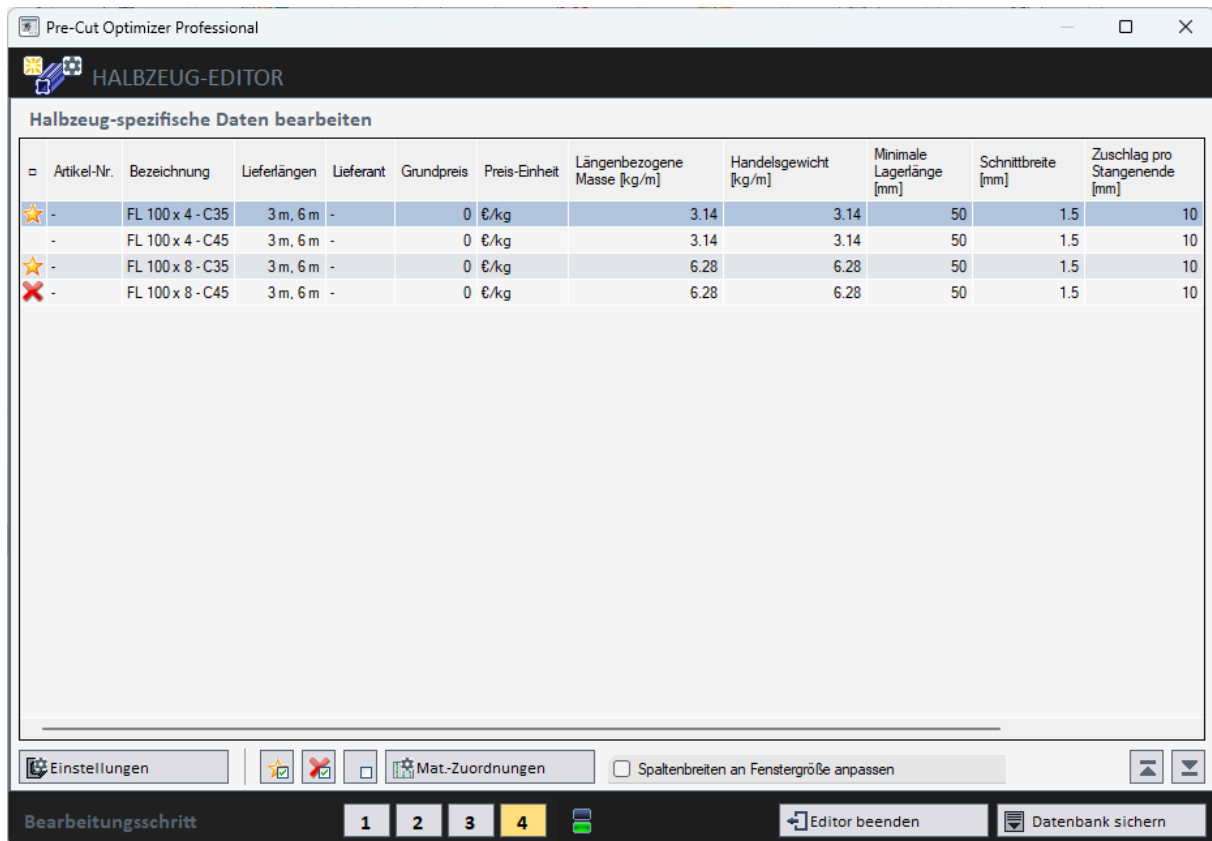 Pre-Cut Optimizer Professional
HALBZEUG-EDITOR
Halbzeug-spezifische Daten bearbeiten
Artikel-Nr. Bezeichnung Lieferlängen Lieferant Grundpreis Preis-Einheit Längenbezogene Masse [kg/m] Handelsgewicht [kg/m] Minimale Lagerlänge [mm] Schnittbreite [mm] Zuschlag pro Stangenende [mm]
- FL 100 x 4 - C35 3 m, 6 m - 0 €/kg 3.14 3.14 50 1.5 10
- FL 100 x 4 - C45 3 m, 6 m - 0 €/kg 3.14 3.14 50 1.5 10
- FL 100 x 8 - C35 3 m, 6 m - 0 €/kg 6.28 6.28 50 1.5 10
- FL 100 x 8 - C45 3 m, 6 m - 0 €/kg 6.28 6.28 50 1.5 10
Einstellungen Mat.-Zuordnungen Spaltenbreiten an Fenstergröße anpassen
Bearbeitungsschritt 1 2 3 4 Editor beenden Datenbank sichern